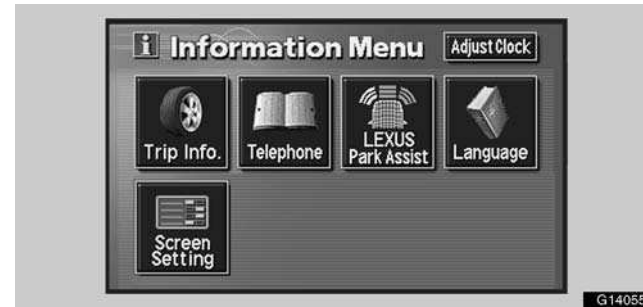 i Information Menu Adjust Clock
Trip Info. Telephone LEXUS Park Assist Language
Screen Setting
G14055